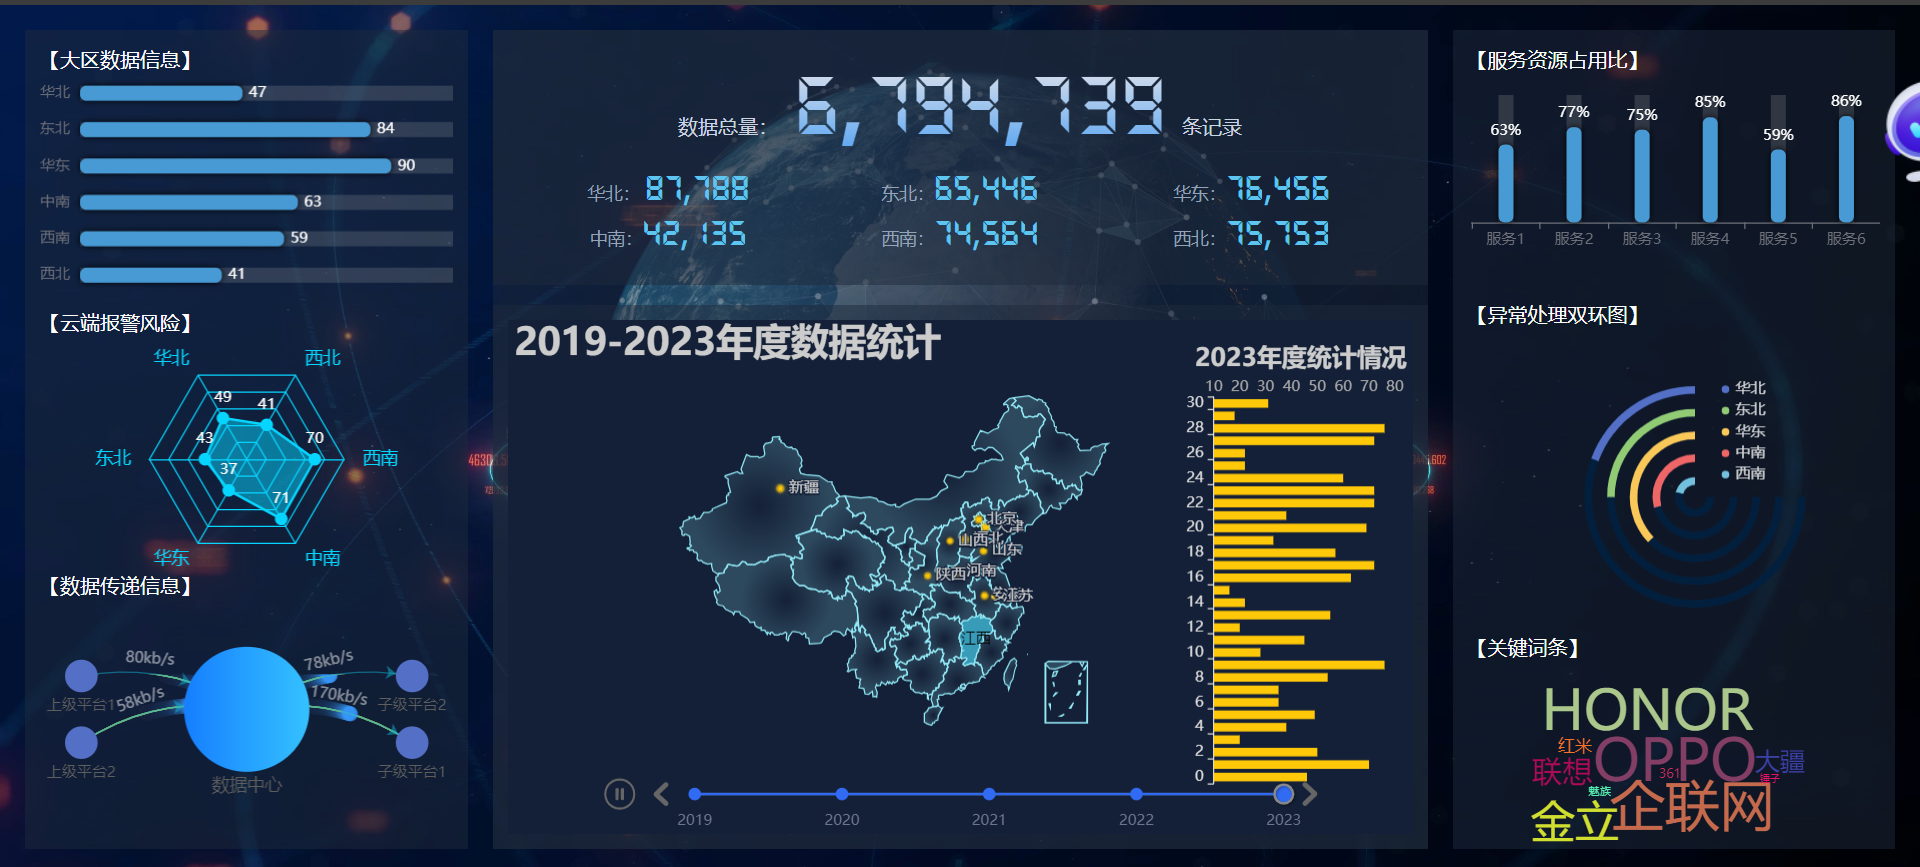 【大区数据信息】
华北 47
东北 84
华东 90
中南 63
西南 59
西北 41
【云端报警风险】
华北 西北
49 41
43 70
东北 西南
37
71
华东 中南
【数据传递信息】
80kb/s 78kb/s
58kb/s 170kb/s
上级平台1 子级平台2
上级平台2 子级平台1
数据中心
数据总量： 6,794,739 条记录
华北： 87,788 东北： 65,446 华东： 76,456
中南： 42,135 西南： 74,564 西北： 75,753
2019-2023年度数据统计
2023年度统计情况
10 20 30 40 50 60 70 80
30
28
26
24
22
20
18
16
14
12
10
8
6
4
2
0
新疆
北京
天津
山西
山东
陕西
河南
江苏
江西
2019 2020 2021 2022 2023
【服务资源占用比】
63% 77% 75% 85% 59% 86%
服务1 服务2 服务3 服务4 服务5 服务6
【异常处理双环图】
华北
东北
华东
中南
西南
【关键词条】
HONOR
红米 OPPO 大疆
联想 361
锤子
魅族
金立 企联网